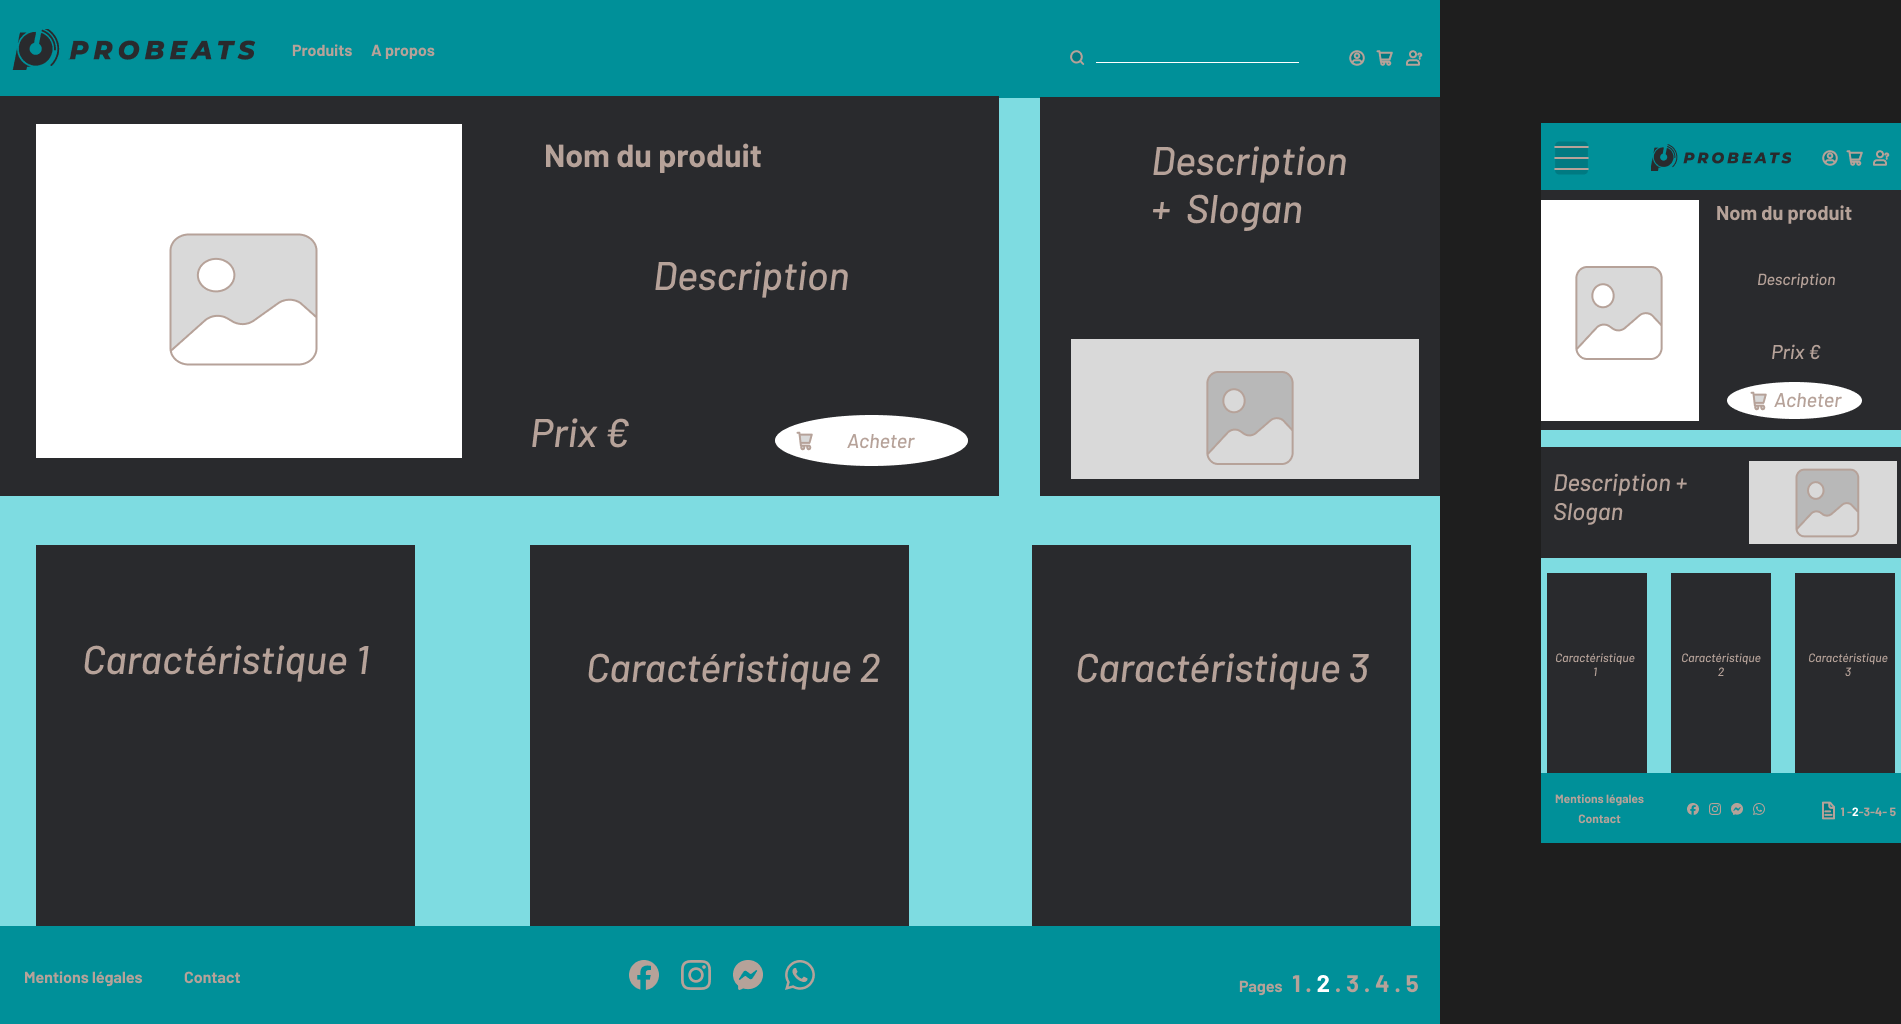 PROBEATS
Produits
A propos
Nom du produit
Description
Prix €
Acheter
Description
+ Slogan
Caractéristique 1
Caractéristique 2
Caractéristique 3
Mentions légales
Contact
Pages 1 . 2 . 3 . 4 . 5
PROBEATS
Nom du produit
Description
Prix €
Acheter
Description +
Slogan
Caractéristique
1
Caractéristique
2
Caractéristique
3
Mentions légales
Contact
1 -2-3-4- 5